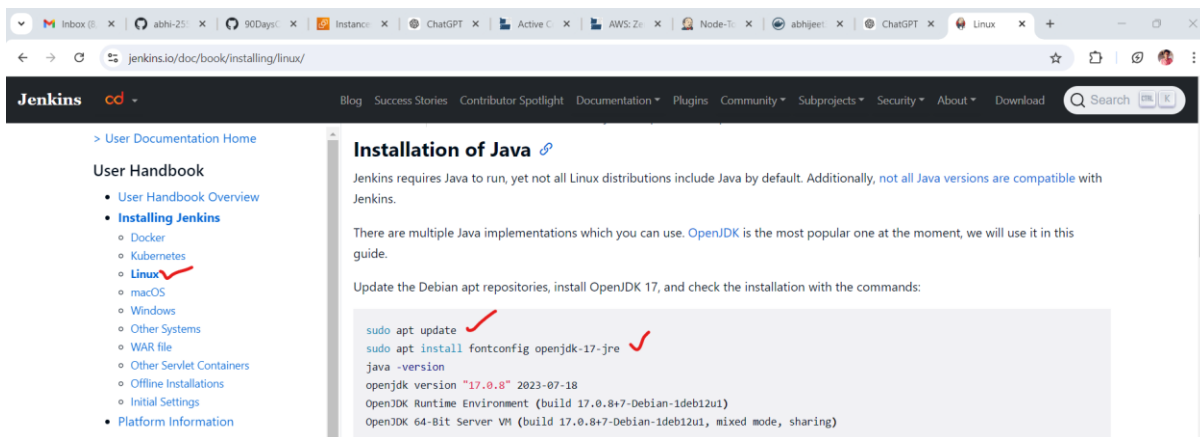 Inbox (8,
abhi-25!
90DaysC
Instance
ChatGPT
Active C
AWS: Ze
Node-To
abhijeet.
ChatGPT
Linux
jenkins.io/doc/book/installing/linux/
Jenkins
cd
Blog Success Stories Contributor Spotlight Documentation Plugins Community Subprojects Security About Download
Search K
> User Documentation Home
User Handbook
User Handbook Overview
Installing Jenkins
Docker
Kubernetes
Linux
macOS
Windows
Other Systems
WAR file
Other Servlet Containers
Offline Installations
Initial Settings
Platform Information
Installation of Java
Jenkins requires Java to run, yet not all Linux distributions include Java by default. Additionally, not all Java versions are compatible with
Jenkins.
There are multiple Java implementations which you can use. OpenJDK is the most popular one at the moment, we will use it in this
guide.
Update the Debian apt repositories, install OpenJDK 17, and check the installation with the commands:
sudo apt update
sudo apt install fontconfig openjdk-17-jre
java -version
openjdk version "17.0.8" 2023-07-18
OpenJDK Runtime Environment (build 17.0.8+7-Debian-1deb12u1)
OpenJDK 64-Bit Server VM (build 17.0.8+7-Debian-1deb12u1, mixed mode, sharing)